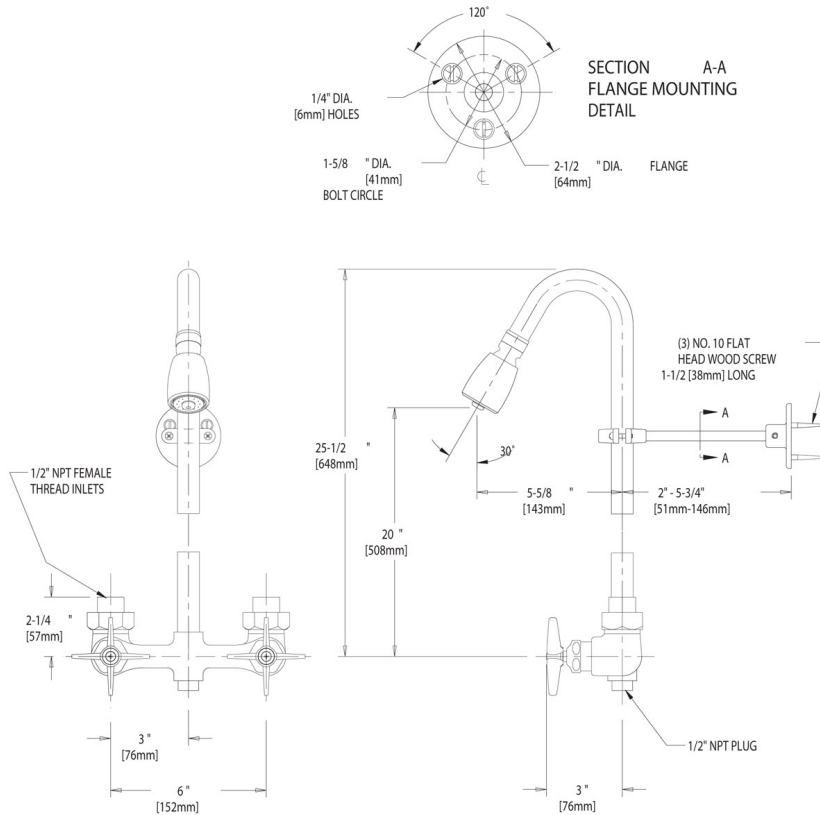 120°
SECTION A-A
FLANGE MOUNTING
DETAIL
1/4" DIA.
[6mm] HOLES
1-5/8 " DIA.
[41mm]
BOLT CIRCLE
2-1/2 " DIA. FLANGE
[64mm]
℄
(3) NO. 10 FLAT
HEAD WOOD SCREW
1-1/2 [38mm] LONG
A
A
30°
25-1/2 "
[648mm]
1/2" NPT FEMALE
THREAD INLETS
5-5/8 "
[143mm]
2" - 5-3/4"
[51mm-146mm]
20 "
[508mm]
2-1/4 "
[57mm]
3 "
[76mm]
6 "
[152mm]
1/2" NPT PLUG
3 "
[76mm]